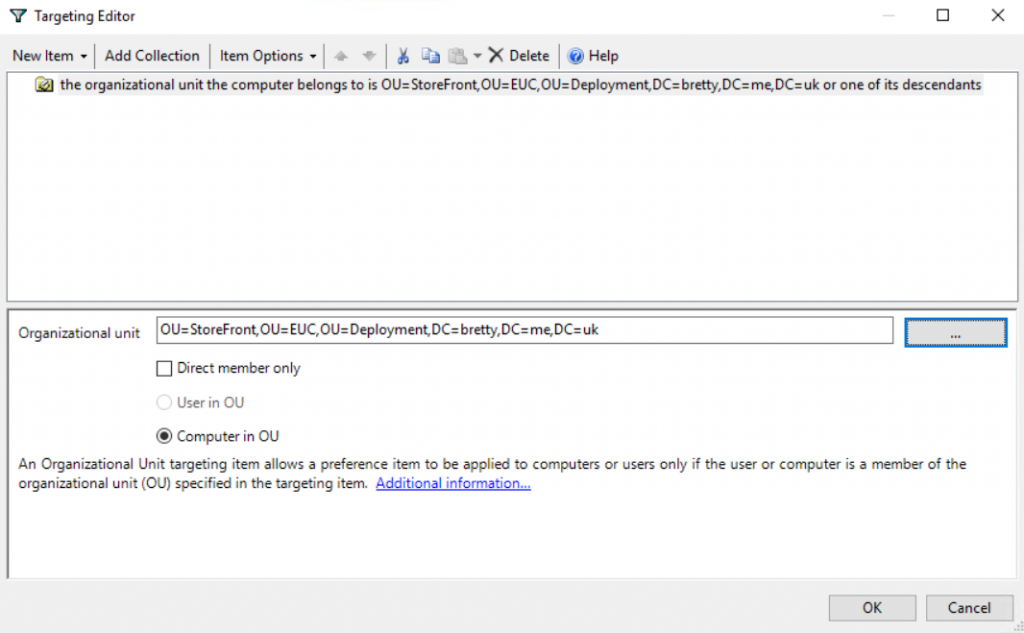 Targeting Editor
New Item Add Collection Item Options Delete Help
the organizational unit the computer belongs to is OU=StoreFront,OU=EUC,OU=Deployment,DC=bretty,DC=me,DC=uk or one of its descendants
Organizational unit OU=StoreFront,OU=EUC,OU=Deployment,DC=bretty,DC=me,DC=uk ...
Direct member only
User in OU
Computer in OU
An Organizational Unit targeting item allows a preference item to be applied to computers or users only if the user or computer is a member of the
organizational unit (OU) specified in the targeting item. Additional information...
OK Cancel